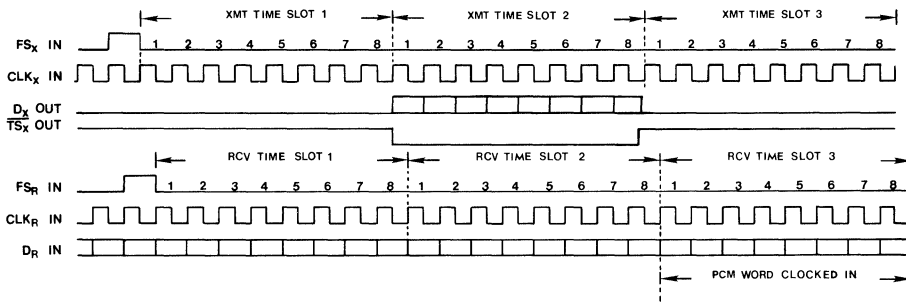 XMT TIME SLOT 1 XMT TIME SLOT 2 XMT TIME SLOT 3
FSX IN 1 2 3 4 5 6 7 8 1 2 3 4 5 6 7 8 1 2 3 4 5 6 7 8
CLKX IN
DX OUT
TSX OUT
RCV TIME SLOT 1 RCV TIME SLOT 2 RCV TIME SLOT 3
FSR IN 1 2 3 4 5 6 7 8 1 2 3 4 5 6 7 8 1 2 3 4 5 6 7 8
CLKR IN
DR IN
PCM WORD CLOCKED IN